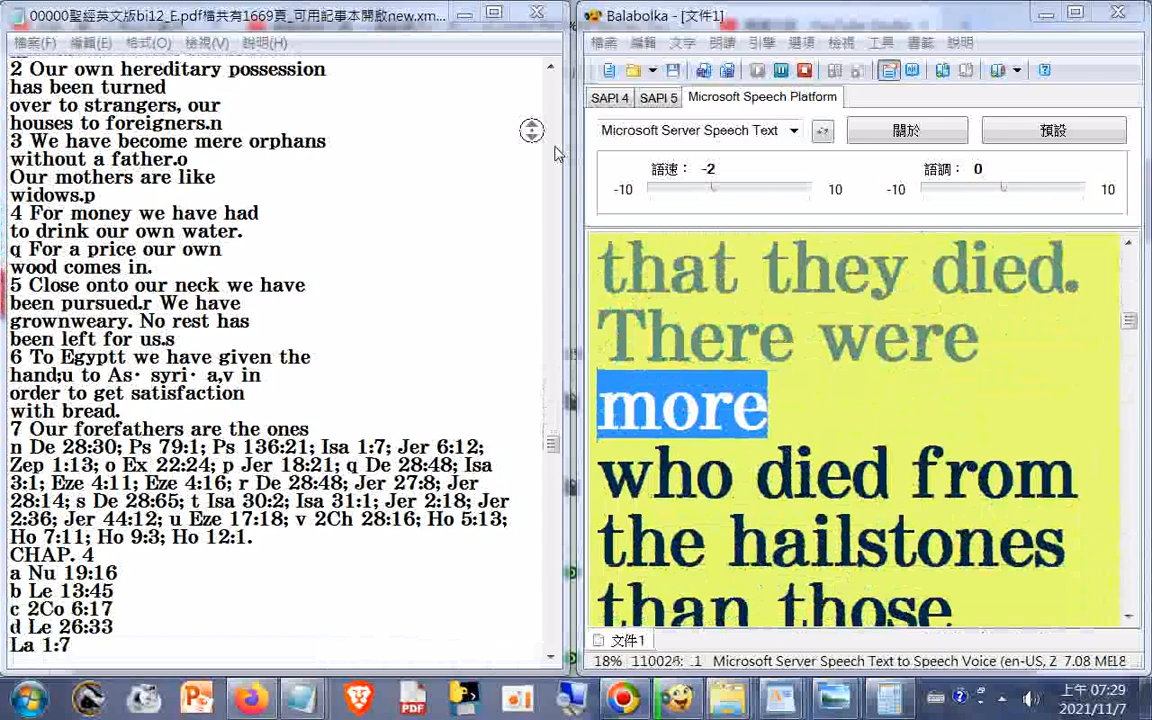 00000聖經英文版bi12_E.pdf檔共有1669頁_可用記事本開啟new.xm...
檔案(F) 編輯(E) 格式(O) 檢視(V) 說明(H)
2 Our own hereditary possession
has been turned
over to strangers, our
houses to foreigners.n
3 We have become mere orphans
without a father.o
Our mothers are like
widows.p
4 For money we have had
to drink our own water.
q For a price our own
wood comes in.
5 Close onto our neck we have
been pursued.r We have
grownweary. No rest has
been left for us.s
6 To Egyptt we have given the
hand;u to As· syri· a,v in
order to get satisfaction
with bread.
7 Our forefathers are the ones
n De 28:30; Ps 79:1; Ps 136:21; Isa 1:7; Jer 6:12;
Zep 1:13; o Ex 22:24; p Jer 18:21; q De 28:48; Isa
3:1; Eze 4:11; Eze 4:16; r De 28:48; Jer 27:8; Jer
28:14; s De 28:65; t Isa 30:2; Isa 31:1; Jer 2:18; Jer
2:36; Jer 44:12; u Eze 17:18; v 2Ch 28:16; Ho 5:13;
Ho 7:11; Ho 9:3; Ho 12:1.
CHAP. 4
a Nu 19:16
b Le 13:45
c 2Co 6:17
d Le 26:33
La 1:7
Balabolka - [文件1]
檔案 編輯 文字 朗讀 引擎 選項 檢視 工具 書籤 說明
SAPI 4 SAPI 5 Microsoft Speech Platform
Microsoft Server Speech Text 關於 預設
語速： -2 語調： 0
-10 10 -10 10
that they died.
There were
more
who died from
the hailstones
than those
文件1
18% Microsoft Server Speech Text to Speech Voice (en-US, Z 7.08 MB
PDF
上午 07:29
2021/11/7